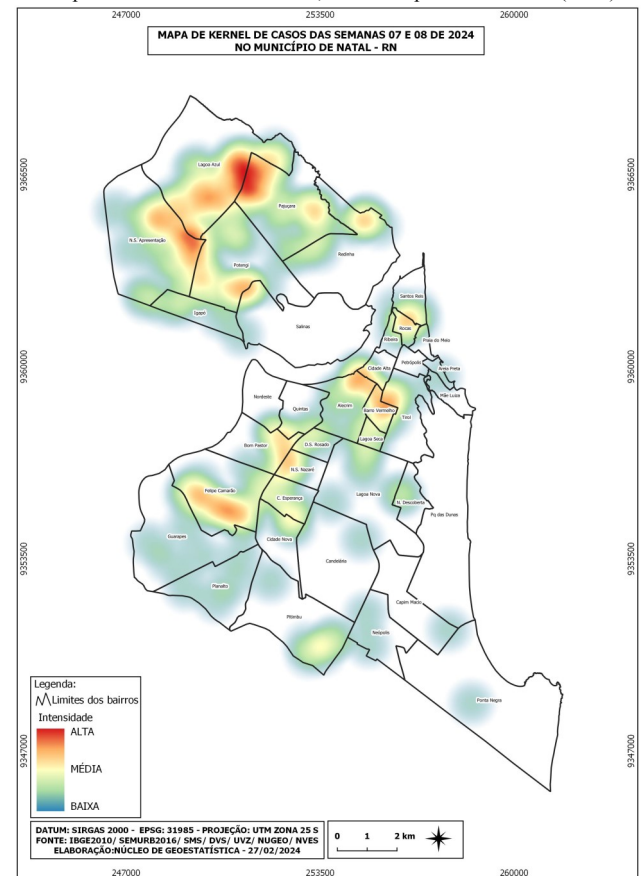 247000 253500 260000
MAPA DE KERNEL DE CASOS DAS SEMANAS 07 E 08 DE 2024
NO MUNICÍPIO DE NATAL - RN
9366500 9366500
Lagoa Azul
Pajuçara
N.S. Apresentação
Redinha
Potengi
Santos Reis
Igapó
Salinas
Rocas
Ribeira
Praia do Meio
9360000 9360000
Petrópolis
Cidade Alta
Areia Preta
Nordeste
Mãe Luiza
Quintas
Alecrim
Barro Vermelho
Tirol
Bom Pastor
D.S. Rosado
Lagoa Seca
N.S. Nazaré
Felipe Camarão
C. Esperança
Lagoa Nova
N. Descoberta
Pq das Dunas
Guarapes
Cidade Nova
9353500 9353500
Candelária
Planalto
Capim Macio
Pitimbu
Neópolis
Ponta Negra
Legenda:
Limites dos bairros
Intensidade
ALTA
MÉDIA
BAIXA
9347000 9347000
DATUM: SIRGAS 2000 - EPSG: 31985 - PROJEÇÃO: UTM ZONA 25 S
FONTE: IBGE2010/ SEMURB2016/ SMS/ DVS/ UVZ/ NUGEO/ NVES
ELABORAÇÃO:NÚCLEO DE GEOESTATÍSTICA - 27/02/2024
0 1 2 km
247000 253500 260000